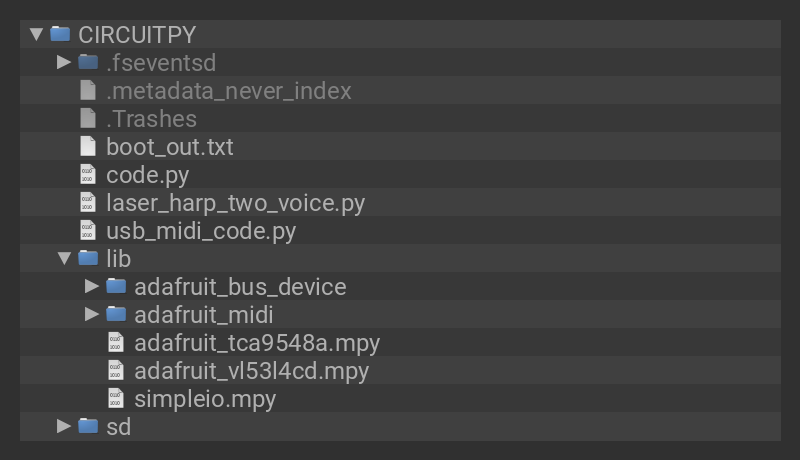 CIRCUITPY
.fseventsd
.metadata_never_index
.Trashes
boot_out.txt
code.py
laser_harp_two_voice.py
usb_midi_code.py
lib
adafruit_bus_device
adafruit_midi
adafruit_tca9548a.mpy
adafruit_vl53l4cd.mpy
simpleio.mpy
sd